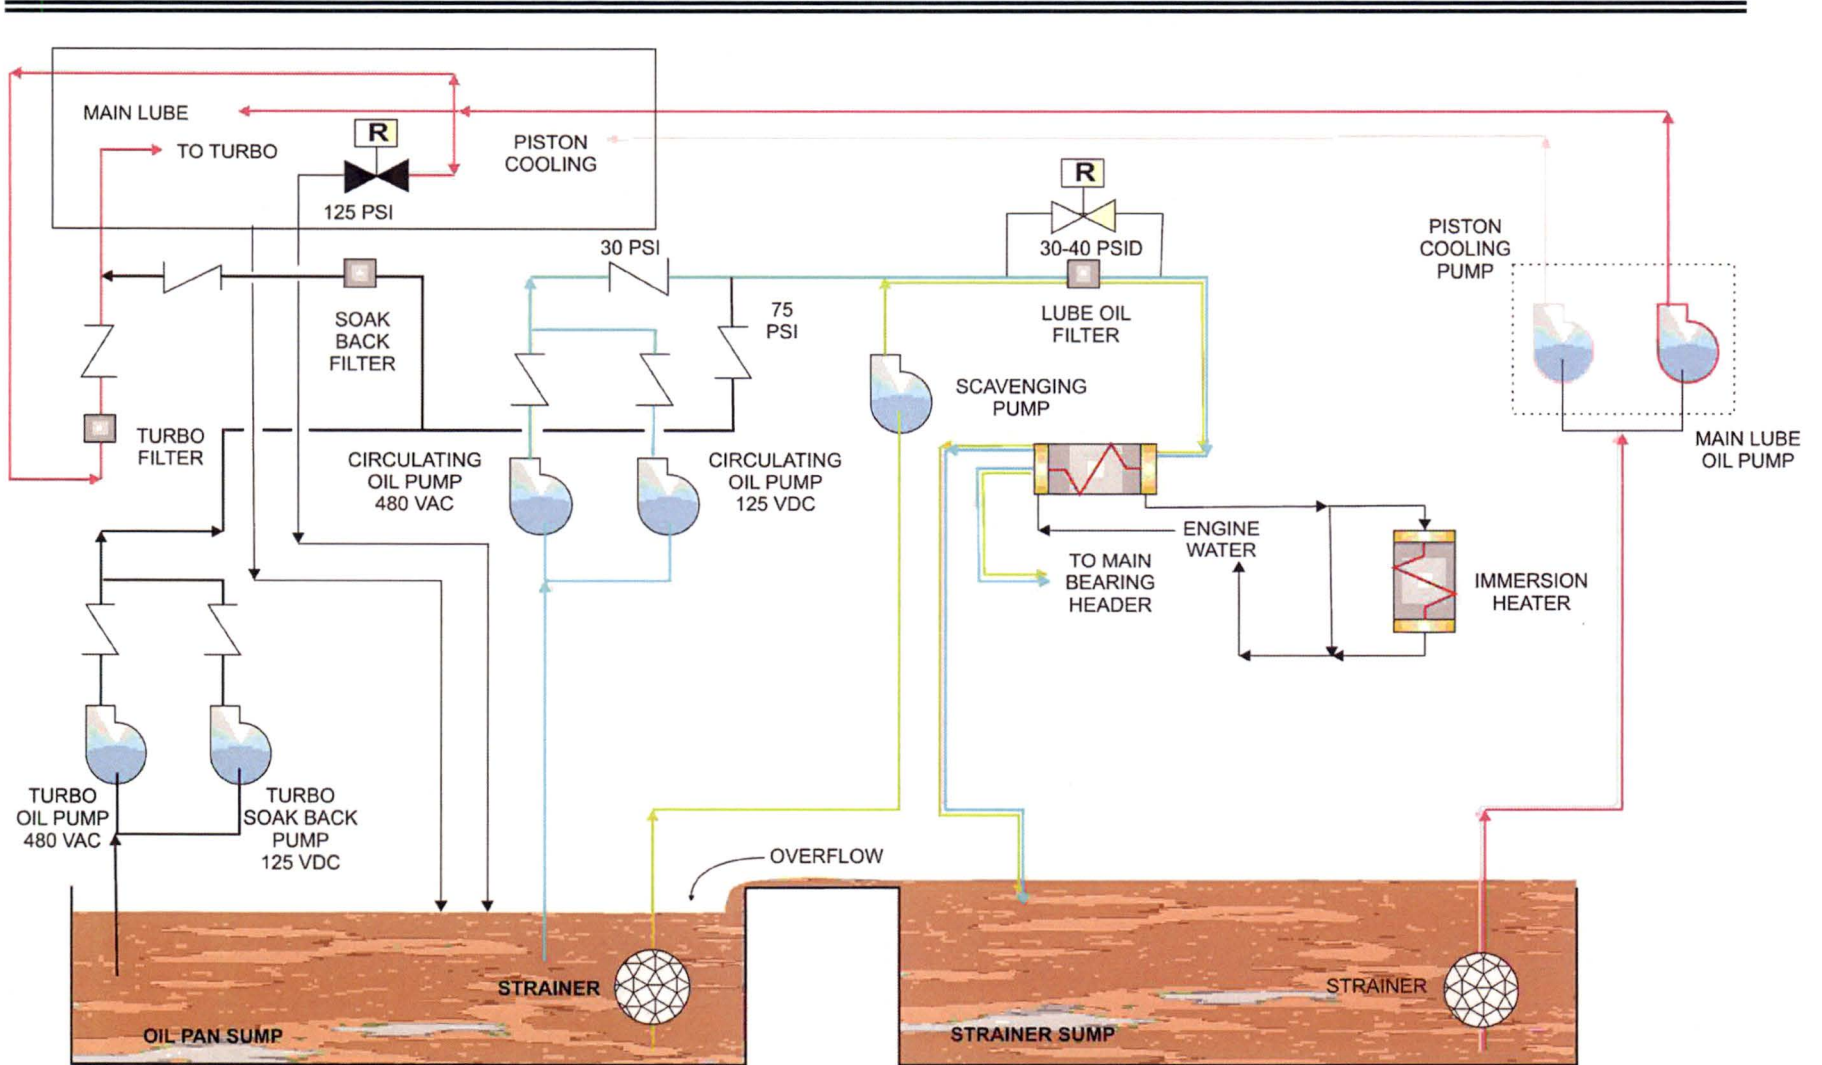 MAIN LUBE
R
TO TURBO
PISTON
COOLING
125 PSI
R
30-40 PSID
30 PSI
PISTON
COOLING
PUMP
SOAK
BACK
FILTER
75
PSI
LUBE OIL
FILTER
SCAVENGING
PUMP
TURBO
FILTER
CIRCULATING
OIL PUMP
480 VAC
CIRCULATING
OIL PUMP
125 VDC
MAIN LUBE
OIL PUMP
ENGINE
WATER
TO MAIN
BEARING
HEADER
IMMERSION
HEATER
TURBO
OIL PUMP
480 VAC
TURBO
SOAK BACK
PUMP
125 VDC
OVERFLOW
STRAINER
STRAINER
OIL PAN SUMP
STRAINER SUMP